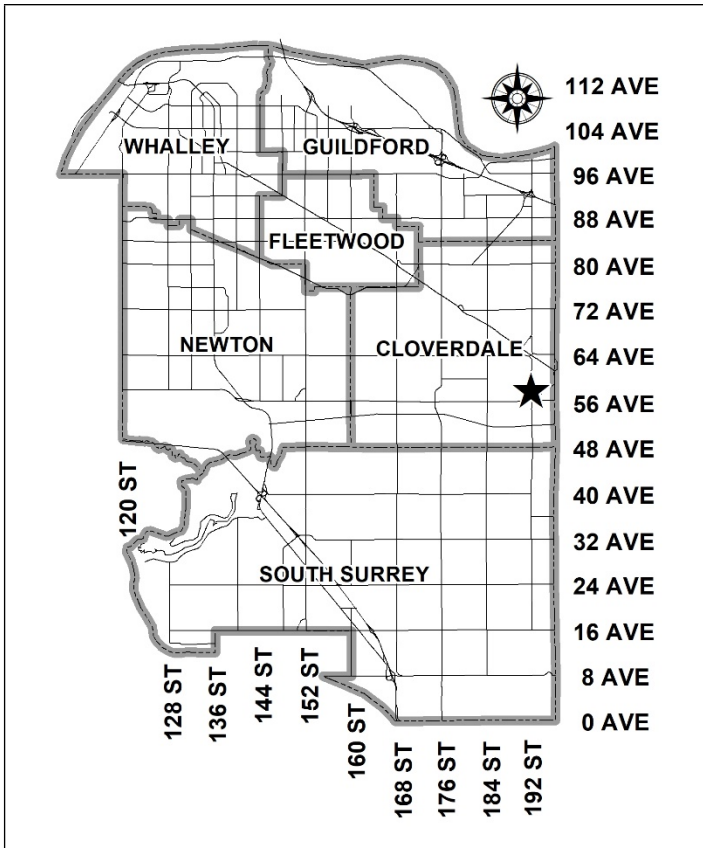 112 AVE
104 AVE
WHALLEY
GUILDFORD
96 AVE
88 AVE
FLEETWOOD
80 AVE
72 AVE
NEWTON
CLOVERDALE
64 AVE
56 AVE
48 AVE
120 ST
40 AVE
32 AVE
SOUTH SURREY
24 AVE
16 AVE
8 AVE
0 AVE
128 ST
136 ST
144 ST
152 ST
160 ST
168 ST
176 ST
184 ST
192 ST